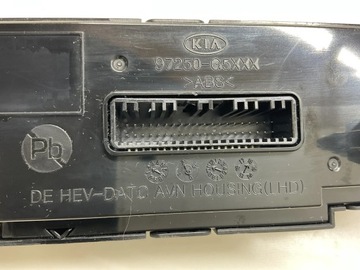 KIA
97250-G5XXX
>ABS<
Pb
DE HEV-DATC AVN HOUSING(LHD)